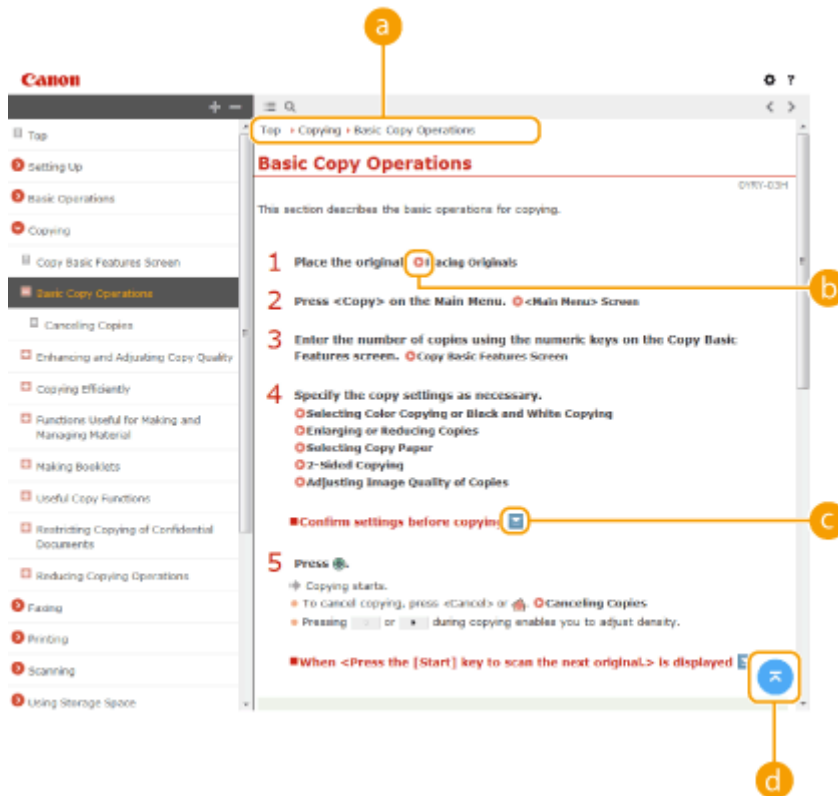 a
Canon
?
+ −
< >
Top
Setting Up
Basic Operations
Copying
Copy Basic Features Screen
Basic Copy Operations
Canceling Copies
Enhancing and Adjusting Copy Quality
Copying Efficiently
Functions Useful for Making and
Managing Material
Making Booklets
Useful Copy Functions
Restricting Copying of Confidential
Documents
Reducing Copying Operations
Faxing
Printing
Scanning
Using Storage Space
Top Copying Basic Copy Operations
Basic Copy Operations
0YRY-03H
This section describes the basic operations for copying.
1 Place the original. Originals
b
2 Press <Copy> on the Main Menu. <Main Menu> Screen
3 Enter the number of copies using the numeric keys on the Copy Basic
Features screen. Copy Basic Features Screen
4 Specify the copy settings as necessary.
Selecting Color Copying or Black and White Copying
Enlarging or Reducing Copies
Selecting Copy Paper
2-Sided Copying
Adjusting Image Quality of Copies
Confirm settings before copying
c
5 Press .
Copying starts.
To cancel copying, press <Cancel> or . Canceling Copies
Pressing or during copying enables you to adjust density.
When <Press the [Start] key to scan the next original.> is displayed
d